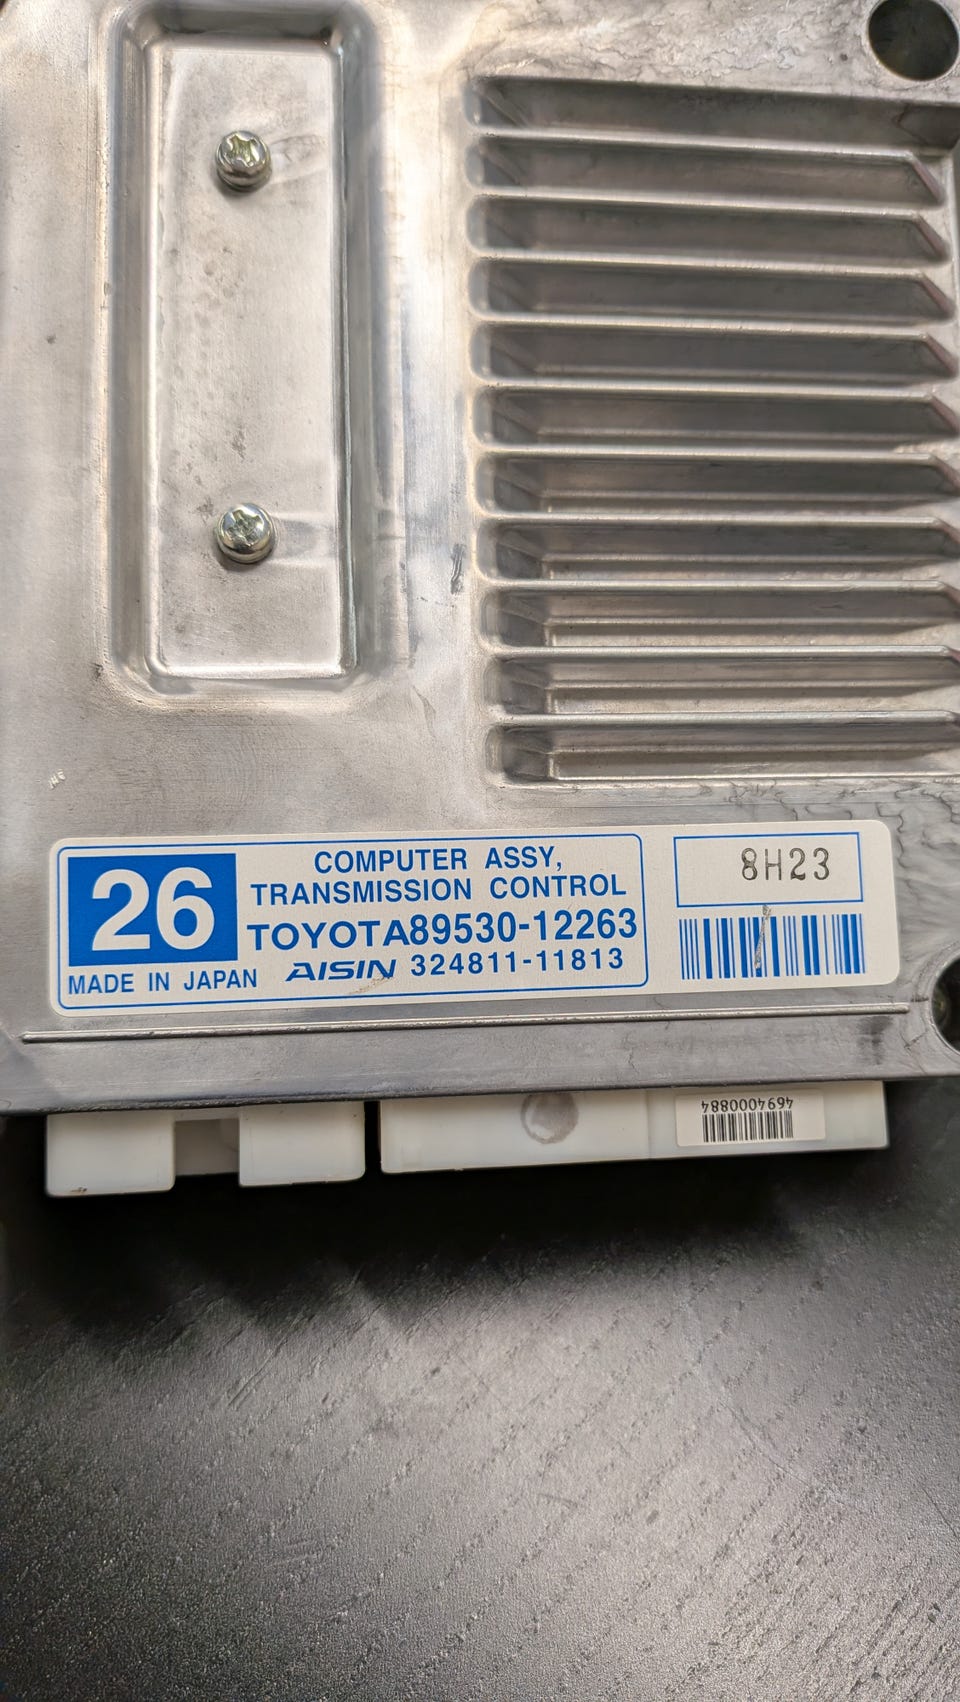 26
COMPUTER ASSY,
TRANSMISSION CONTROL
TOYOTA89530-12263
MADE IN JAPAN
AISIN 324811-11813
8H23
4694000884